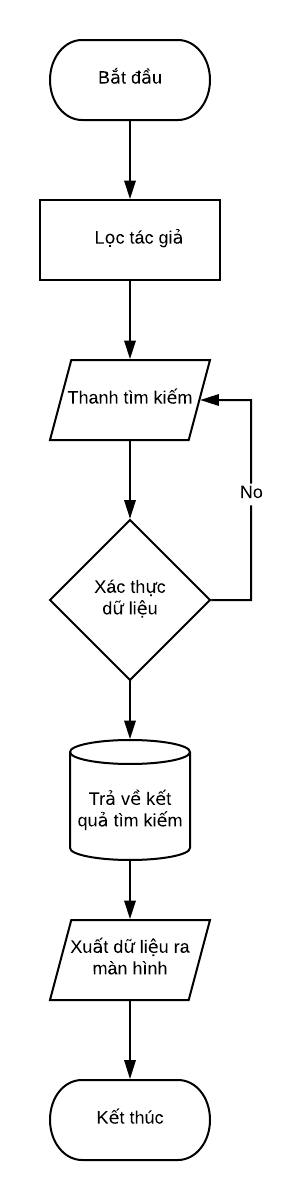 Bắt đầu
Lọc tác giả
Thanh tìm kiếm
No
Xác thực
dữ liệu
Trả về kết
quả tìm kiếm
Xuất dữ liệu ra
màn hình
Kết thúc